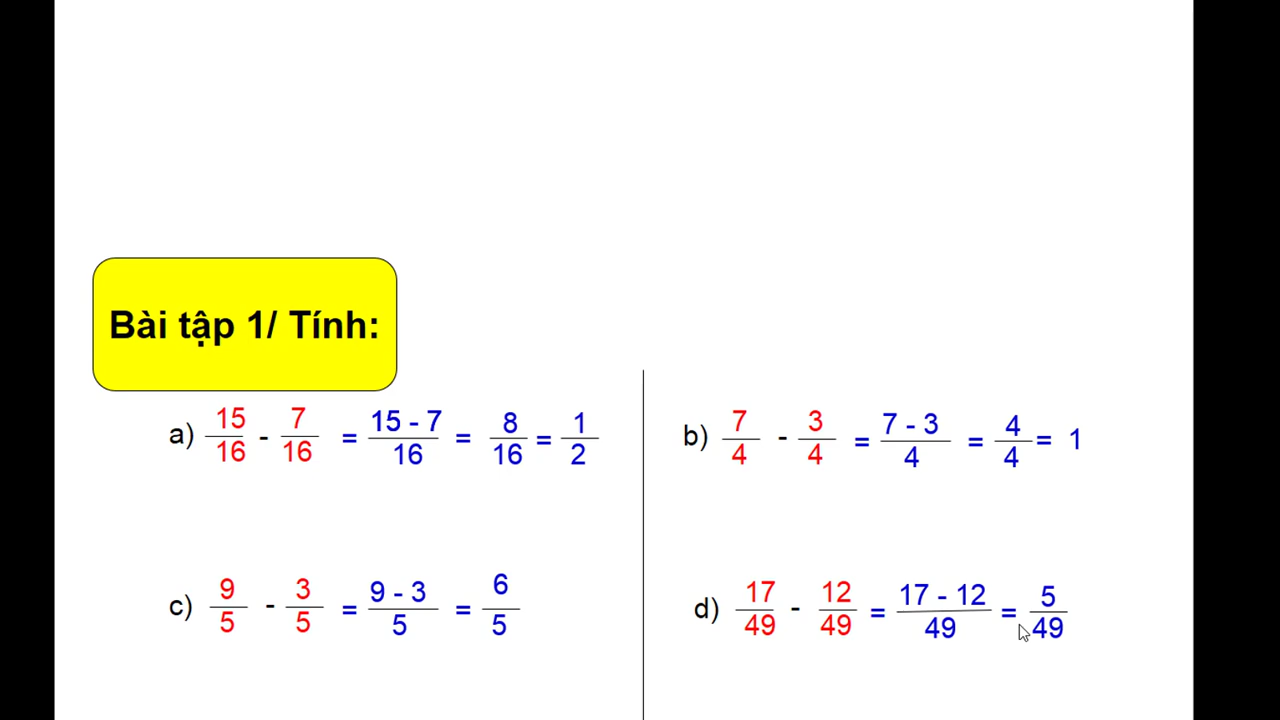 Bài tập 1/ Tính:
a) 15/16 - 7/16 = 15 - 7/16 = 8/16 = 1/2
b) 7/4 - 3/4 = 7 - 3/4 = 4/4 = 1
c) 9/5 - 3/5 = 9 - 3/5 = 6/5
d) 17/49 - 12/49 = 17 - 12/49 = 5/49